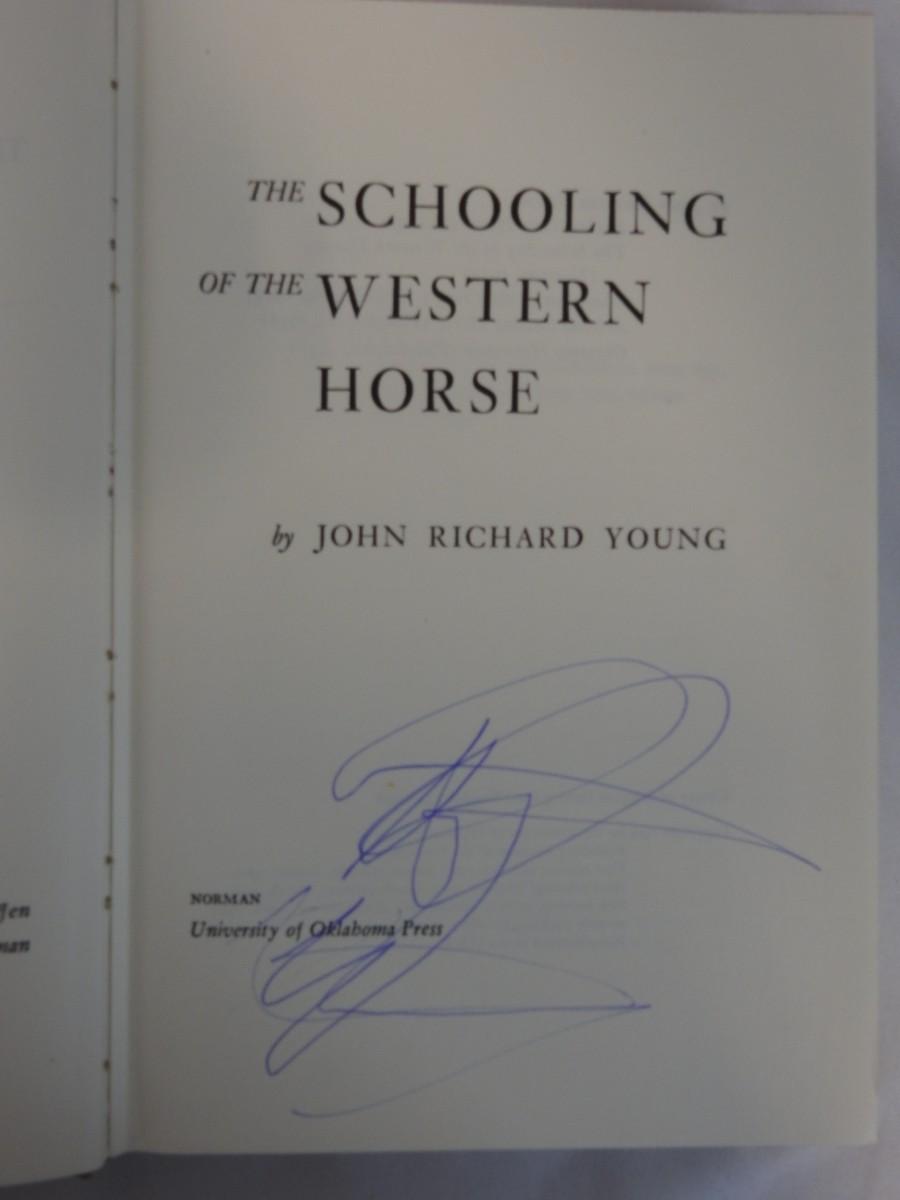 THE SCHOOLING
OF THE WESTERN
HORSE
by JOHN RICHARD YOUNG
NORMAN
University of Oklahoma Press